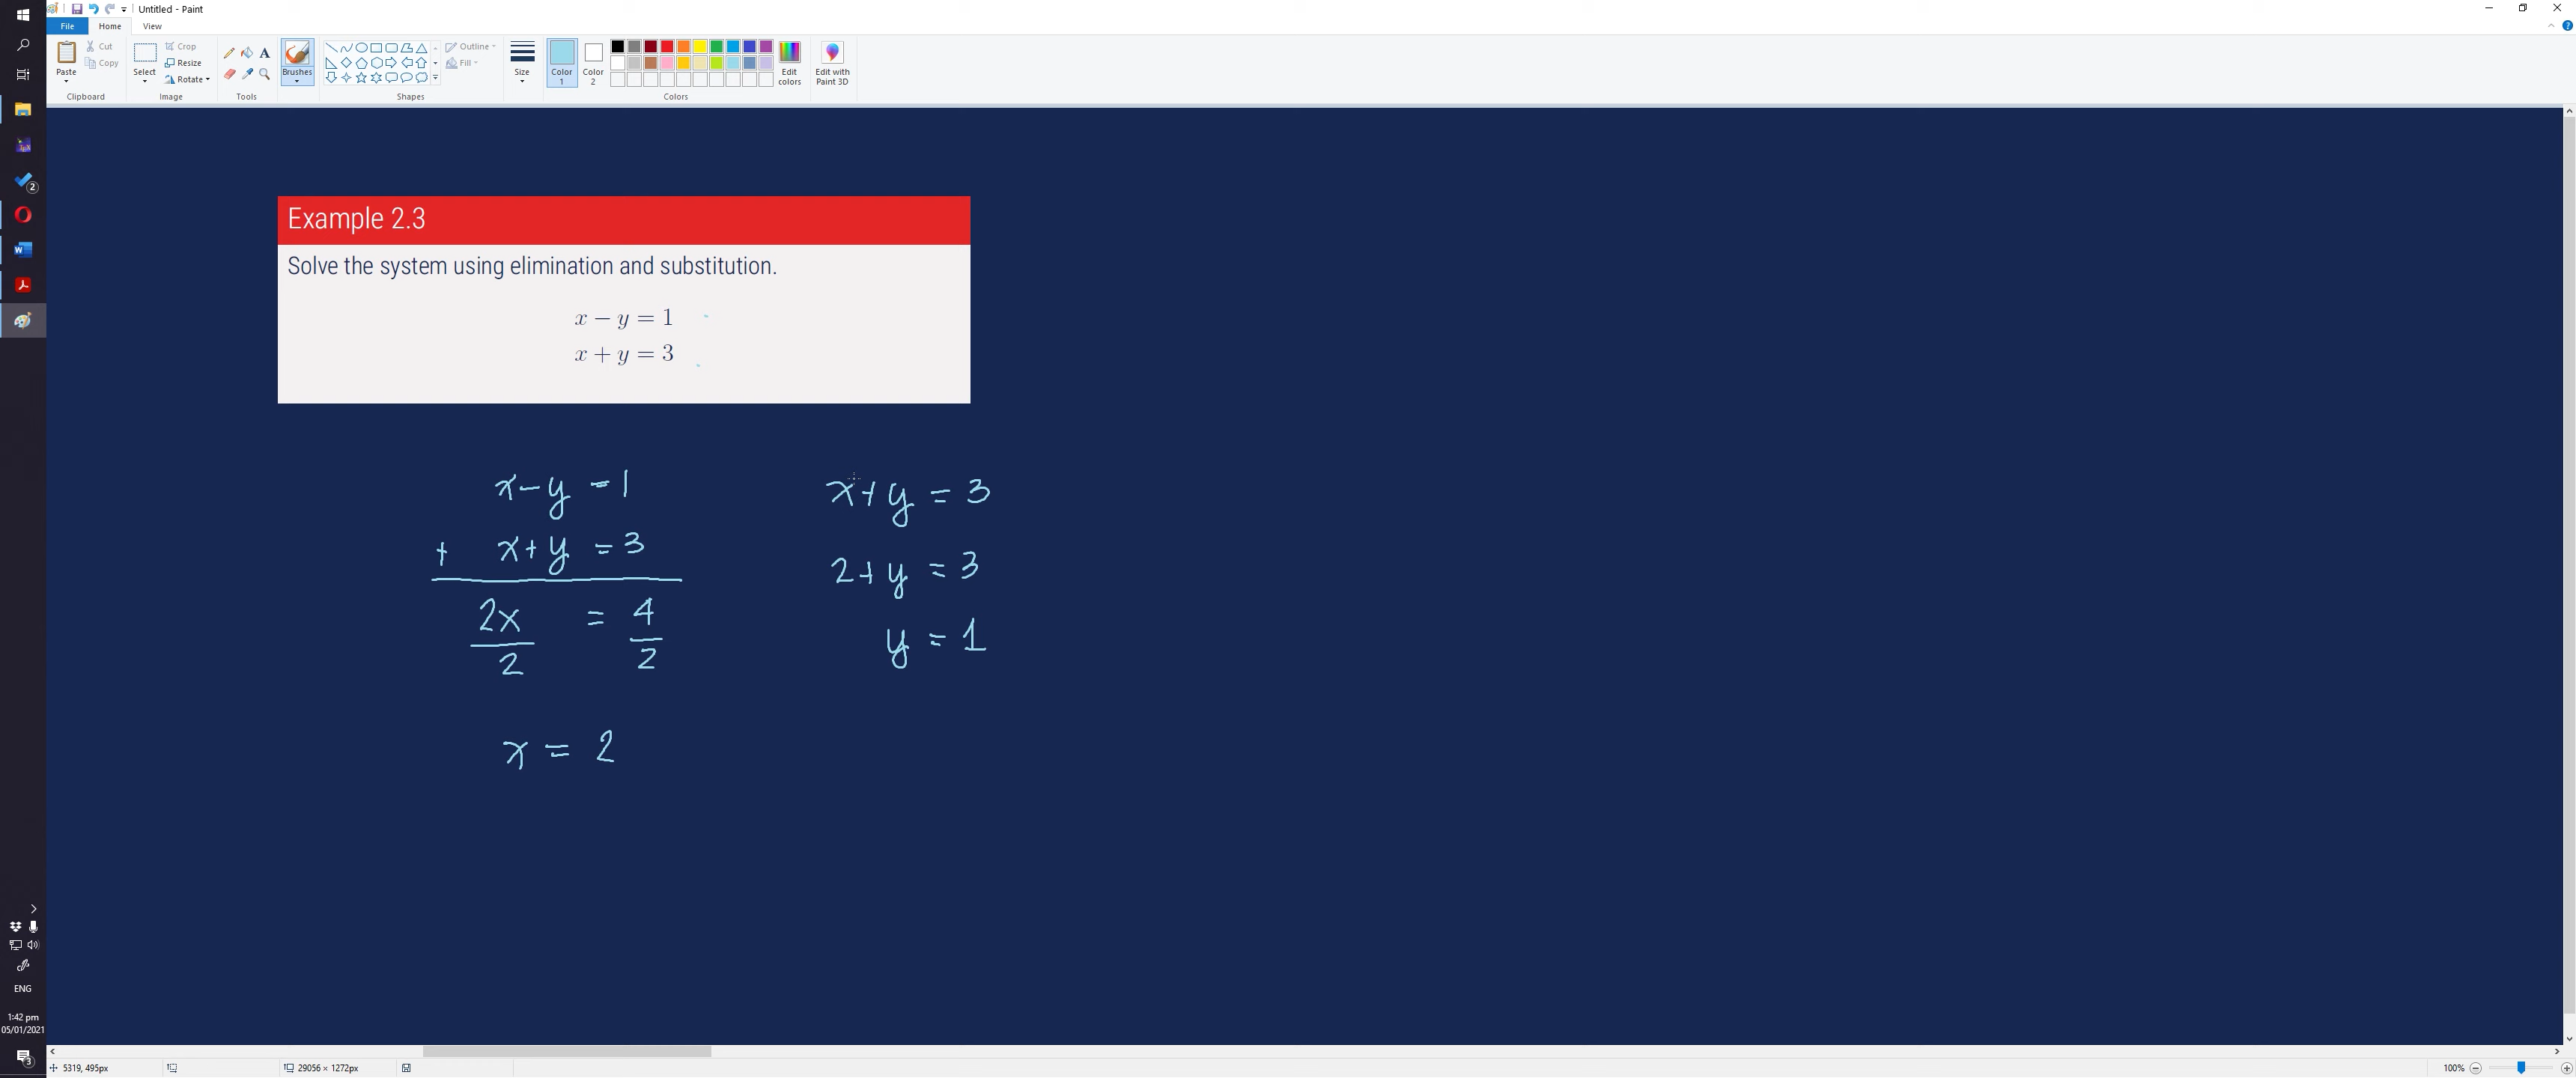 Untitled - Paint
File Home View
Paste
Cut
Copy
Clipboard
Select
Crop
Resize
Rotate
Image
A
Tools
Brushes
Outline
Fill
Shapes
Size
Color 1
Color 2
Edit colors
Colors
Edit with Paint 3D
Example 2.3
Solve the system using elimination and substitution.
x − y = 1
x + y = 3
x − y = 1
+ x + y = 3
2x = 4
2 2
x = 2
x + y = 3
2 + y = 3
y = 1
2
ENG
1:42 pm
05/01/2021
3
5319, 495px
29056 × 1272px
100%